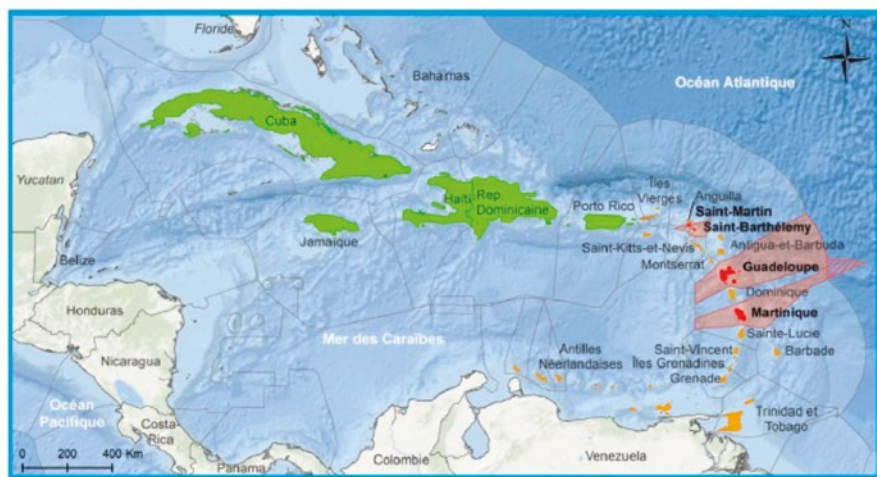 Floride
N
Bahamas
Océan Atlantique
Cuba
Yucatan
Haïti
Rep.
Dominicaine
Porto Rico
Îles
Vierges
Anguilla
Saint-Martin
Saint-Barthélemy
Jamaïque
Saint-Kitts-et-Nevis
Antigua-et-Barbuda
Belize
Montserrat
Guadeloupe
Dominique
Honduras
Martinique
Mer des Caraïbes
Sainte-Lucie
Nicaragua
Antilles
Néerlandaises
Saint-Vincent
Îles Grenadines
Grenade
Barbade
Océan
Pacifique
Costa-
Rica
Trinidad et
Tobago
Panama
Colombie
Venezuela
0 200 400 Km